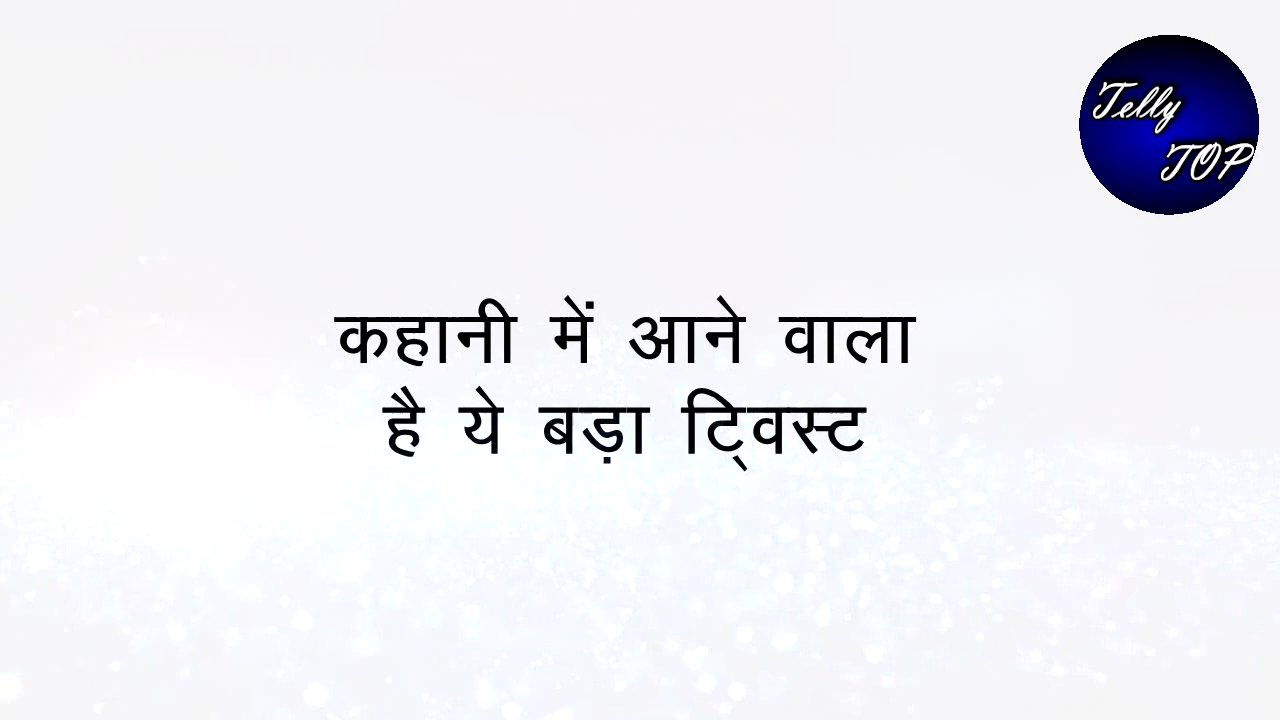 Telly
TOP
कहानी में आने वाला
है ये बड़ा ट्विस्ट